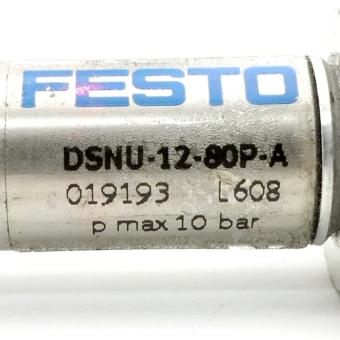 FESTO
DSNU-12-80P-A
019193 L608
p max 10 bar